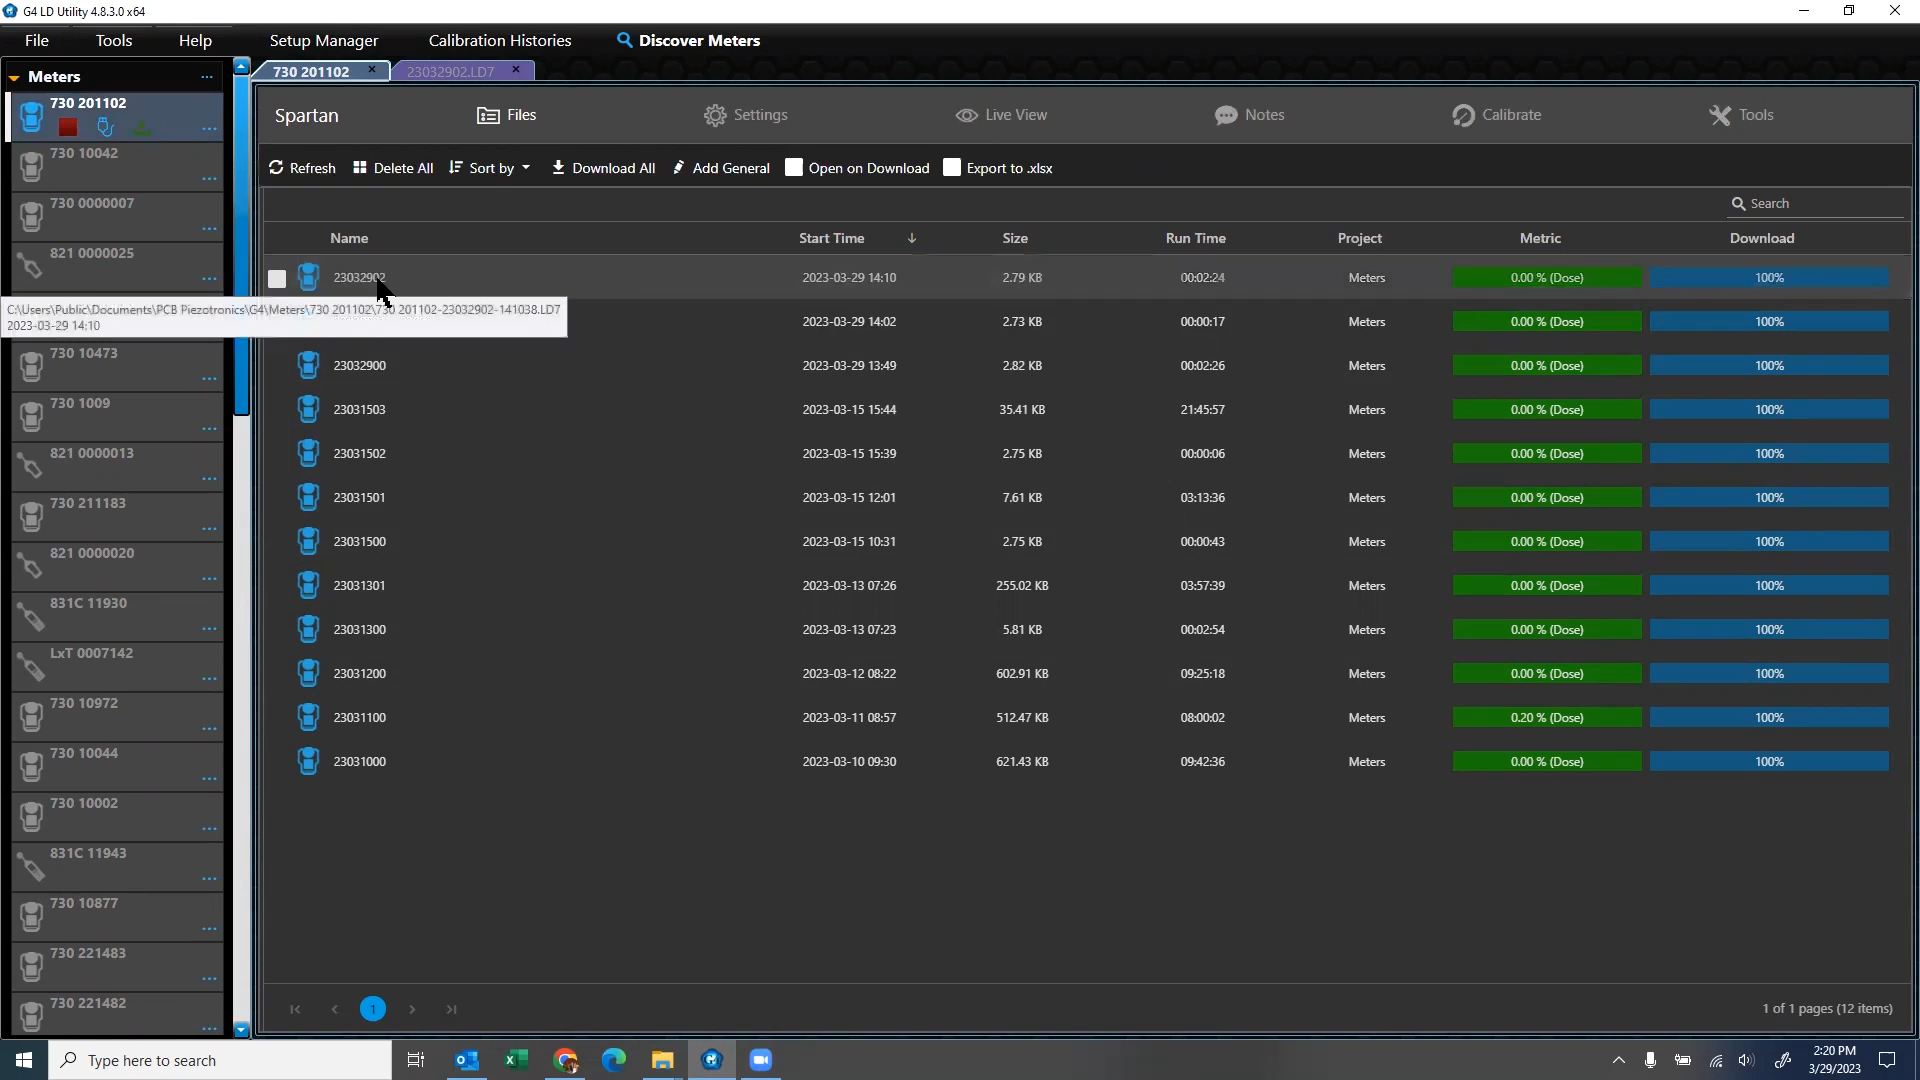 G4 LD Utility 4.8.3.0 x64
File Tools Help Setup Manager Calibration Histories Discover Meters
Meters ...
730 201102
730 10042
730 0000007
821 0000025
730 10473
730 1009
821 0000013
730 211183
821 0000020
831C 11930
LxT 0007142
730 10972
730 10044
730 10002
831C 11943
730 10877
730 221483
730 221482
730 201102 23032902.LD7
Spartan Files Settings Live View Notes Calibrate Tools
Refresh Delete All Sort by Download All Add General Open on Download Export to .xlsx
Search
Name Start Time Size Run Time Project Metric Download
23032902 2023-03-29 14:10 2.79 KB 00:02:24 Meters 0.00 % (Dose) 100%
C:\Users\Public\Documents\PCB Piezotronics\G4\Meters\730 201102\730 201102-23032902-141038.LD7
2023-03-29 14:10
2023-03-29 14:02 2.73 KB 00:00:17 Meters 0.00 % (Dose) 100%
23032900 2023-03-29 13:49 2.82 KB 00:02:26 Meters 0.00 % (Dose) 100%
23031503 2023-03-15 15:44 35.41 KB 21:45:57 Meters 0.00 % (Dose) 100%
23031502 2023-03-15 15:39 2.75 KB 00:00:06 Meters 0.00 % (Dose) 100%
23031501 2023-03-15 12:01 7.61 KB 03:13:36 Meters 0.00 % (Dose) 100%
23031500 2023-03-15 10:31 2.75 KB 00:00:43 Meters 0.00 % (Dose) 100%
23031301 2023-03-13 07:26 255.02 KB 03:57:39 Meters 0.00 % (Dose) 100%
23031300 2023-03-13 07:23 5.81 KB 00:02:54 Meters 0.00 % (Dose) 100%
23031200 2023-03-12 08:22 602.91 KB 09:25:18 Meters 0.00 % (Dose) 100%
23031100 2023-03-11 08:57 512.47 KB 08:00:02 Meters 0.20 % (Dose) 100%
23031000 2023-03-10 09:30 621.43 KB 09:42:36 Meters 0.00 % (Dose) 100%
1 1 of 1 pages (12 items)
Type here to search
2:20 PM
3/29/2023